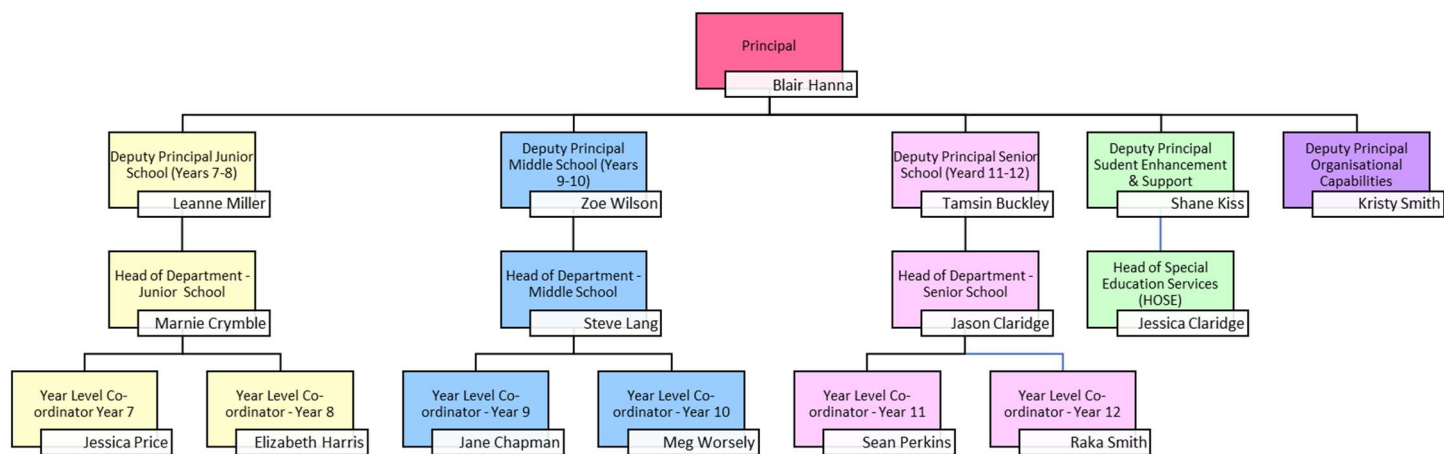 Principal
Blair Hanna
Deputy Principal Junior
School (Years 7-8)
Leanne Miller
Deputy Principal
Middle School (Years
9-10)
Zoe Wilson
Deputy Principal Senior
School (Yeard 11-12)
Tamsin Buckley
Deputy Principal
Sudent Enhancement
& Support
Shane Kiss
Deputy Principal
Organisational
Capabilities
Kristy Smith
Head of Department -
Junior School
Marnie Crymble
Head of Department -
Middle School
Steve Lang
Head of Department -
Senior School
Jason Claridge
Head of Special
Education Services
(HOSE)
Jessica Claridge
Year Level Co-
ordinator Year 7
Jessica Price
Year Level Co-
ordinator - Year 8
Elizabeth Harris
Year Level Co-
ordinator - Year 9
Jane Chapman
Year Level Co-
ordinator - Year 10
Meg Worsely
Year Level Co-
ordinator - Year 11
Sean Perkins
Year Level Co-
ordinator - Year 12
Raka Smith